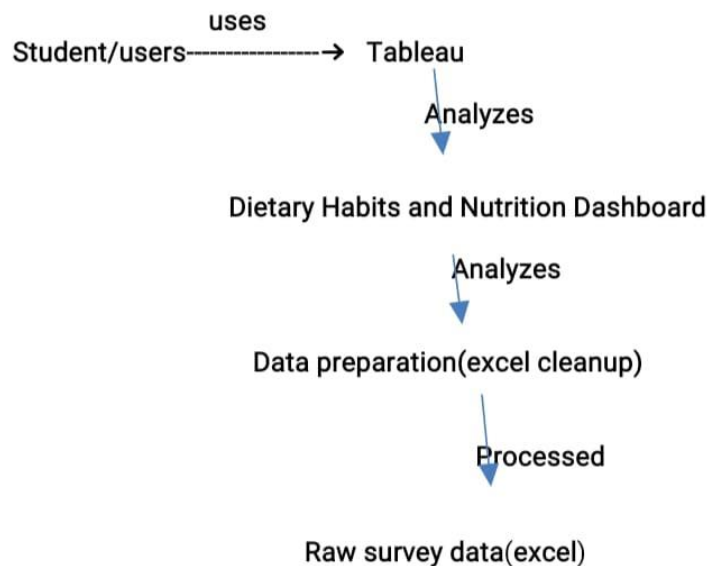 uses
Student/users-----------------→ Tableau
Analyzes
Dietary Habits and Nutrition Dashboard
Analyzes
Data preparation(excel cleanup)
Processed
Raw survey data(excel)